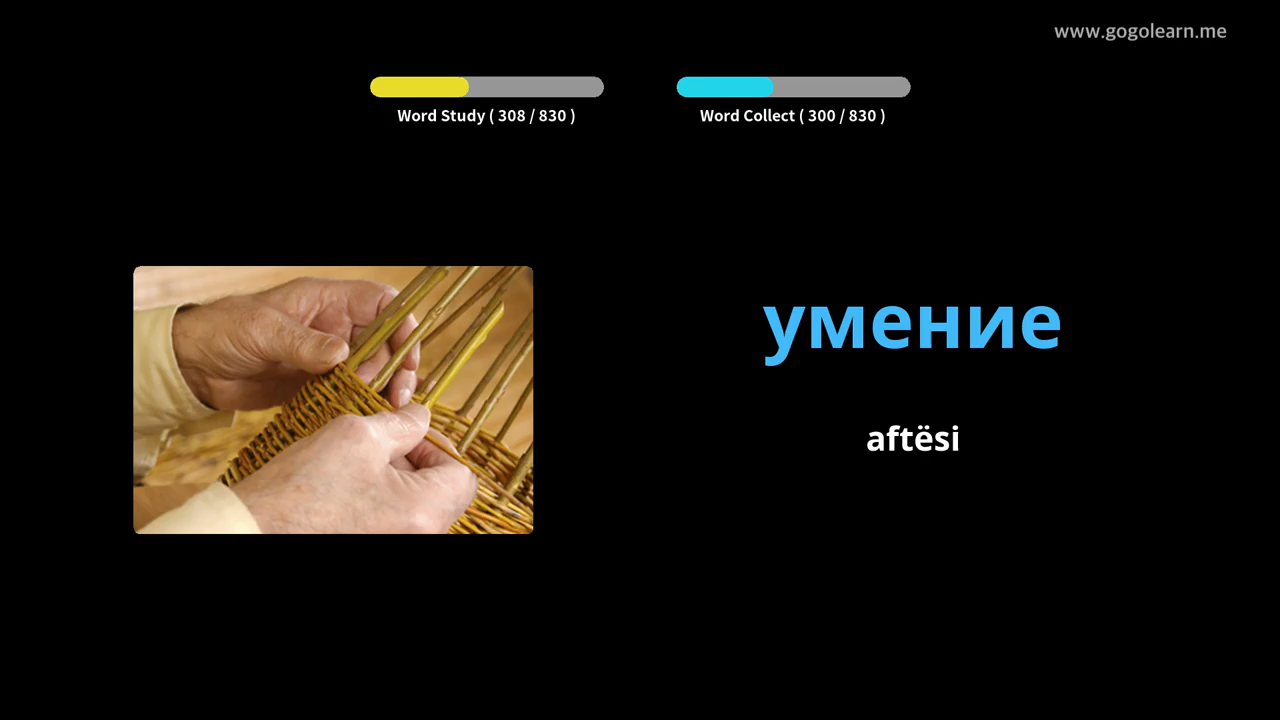 www.gogolearn.me
Word Study ( 308 / 830 )
Word Collect ( 300 / 830 )
умение
aftësi